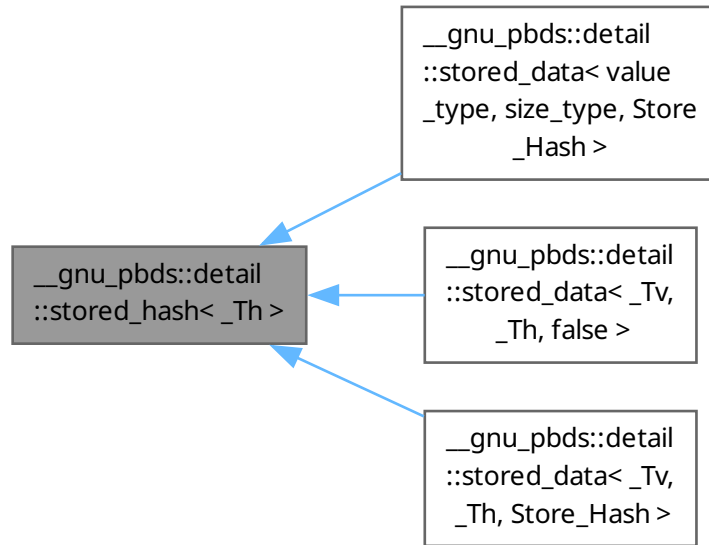 __gnu_pbds::detail
::stored_data< value
_type, size_type, Store
_Hash >
__gnu_pbds::detail
::stored_hash< _Th >
__gnu_pbds::detail
::stored_data< _Tv,
_Th, false >
__gnu_pbds::detail
::stored_data< _Tv,
_Th, Store_Hash >